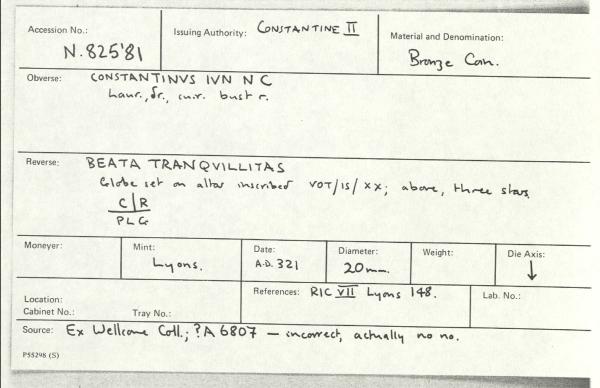 Accession No.: N.825'81
Issuing Authority: CONSTANTINE II
Material and Denomination: Bronze Coin.
Obverse: CONSTANTINVS IVN N C
laur., dr., cuir. bust r.
Reverse: BEATA TRANQVILLITAS
Globe set on altar inscribed VOT/IS/XX; above, three stars.
C|R
PLG
Moneyer:
Mint: Lyons.
Date: A.D. 321
Diameter: 20mm.
Weight:
Die Axis: ↓
Location:
Cabinet No.: Tray No.:
References: RIC VII Lyons 148.
Lab. No.:
Source: Ex Wellcome Coll.; ?A 6807 — incorrect, actually no no.
P55298 (S)